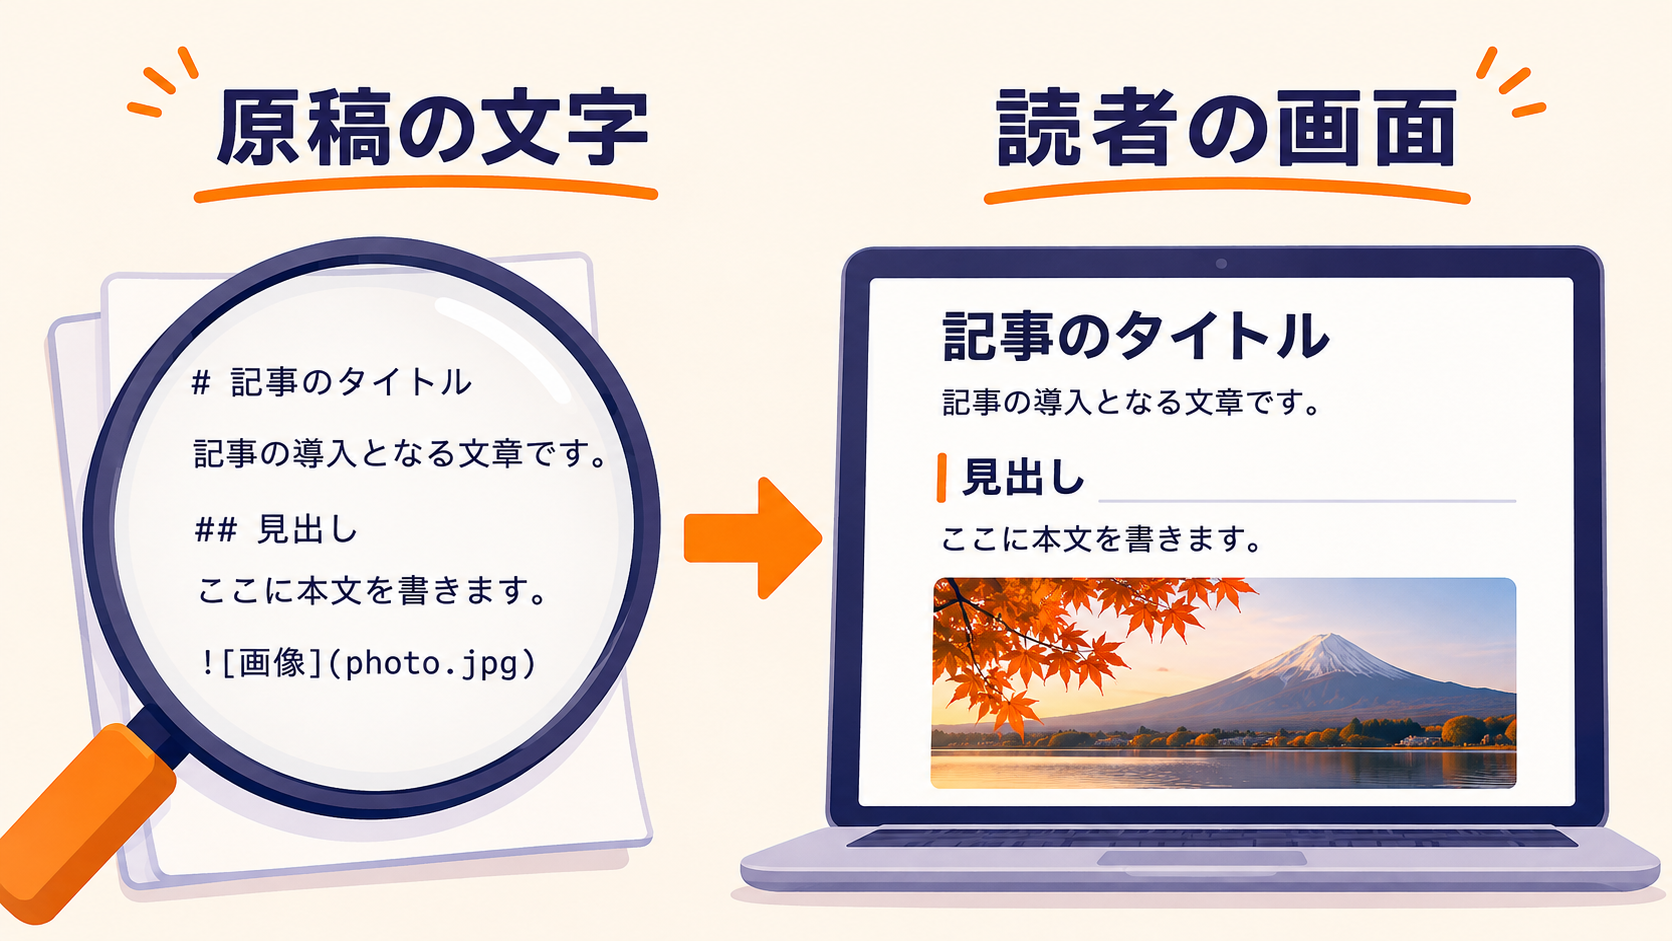 原稿の文字
# 記事のタイトル
記事の導入となる文章です。
## 見出し
ここに本文を書きます。
![画像](photo.jpg)
読者の画面
記事のタイトル
記事の導入となる文章です。
見出し
ここに本文を書きます。